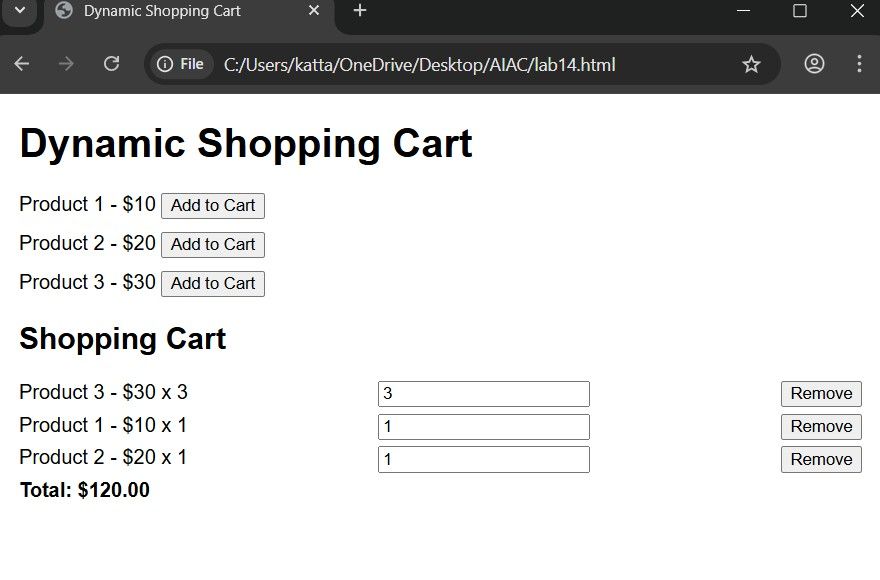 Dynamic Shopping Cart
File C:/Users/katta/OneDrive/Desktop/AIAC/lab14.html
Dynamic Shopping Cart
Product 1 - $10 Add to Cart
Product 2 - $20 Add to Cart
Product 3 - $30 Add to Cart
Shopping Cart
Product 3 - $30 x 3 3 Remove
Product 1 - $10 x 1 1 Remove
Product 2 - $20 x 1 1 Remove
Total: $120.00